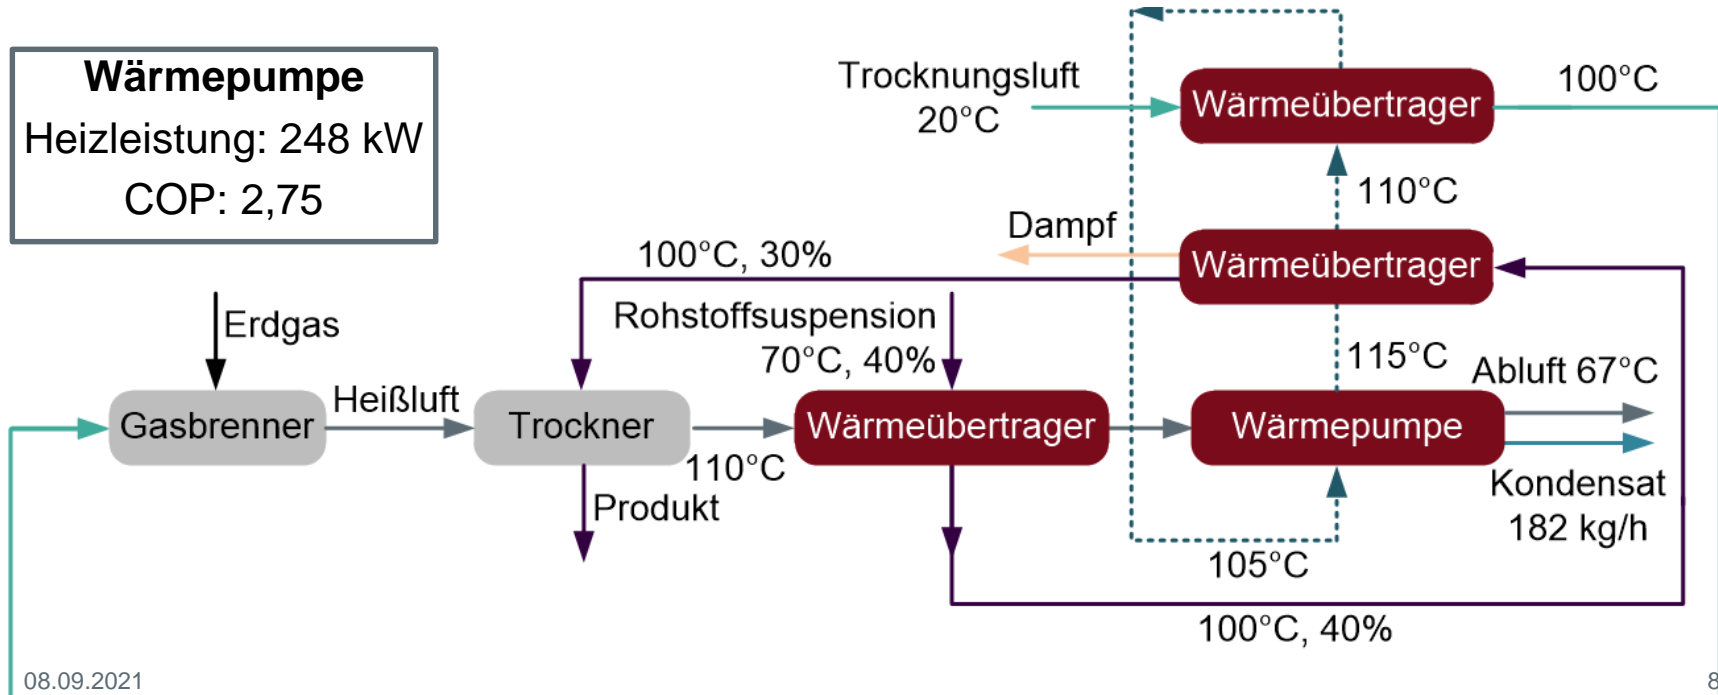 Wärmepumpe
Heizleistung: 248 kW
COP: 2,75
Trocknungsluft
20°C
Wärmeübertrager
100°C
110°C
Dampf
Wärmeübertrager
100°C, 30%
Erdgas
Rohstoffsuspension
70°C, 40%
115°C
Abluft 67°C
Gasbrenner
Heißluft
Trockner
110°C
Wärmeübertrager
Wärmepumpe
Produkt
Kondensat
182 kg/h
105°C
100°C, 40%
08.09.2021
8